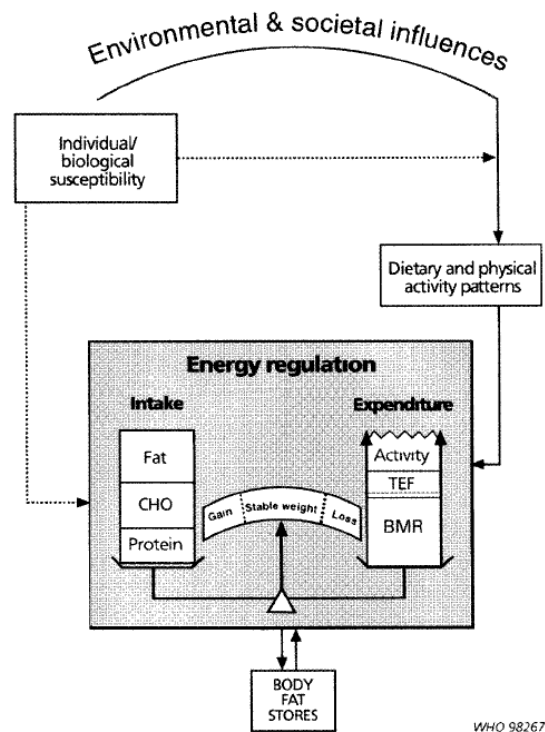 Environmental & societal influences
Individual/
biological
susceptibility
Dietary and physical
activity patterns
Energy regulation
Intake
Expenditure
Fat
CHO
Protein
Gain
Stable weight
Loss
Activity
TEF
BMR
BODY
FAT
STORES
WHO 98267